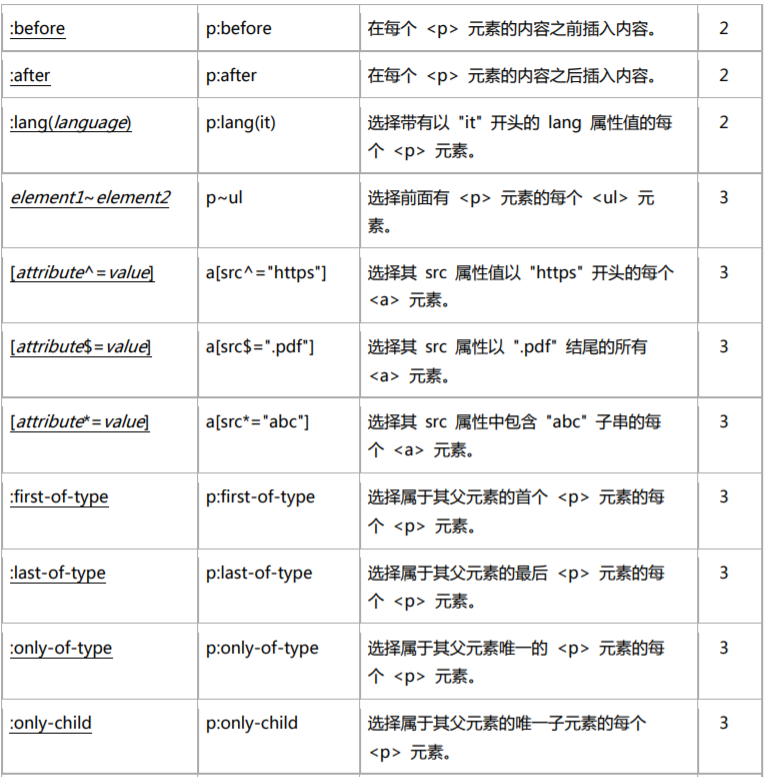 :before p:before 在每个 <p> 元素的内容之前插入内容。 2
:after p:after 在每个 <p> 元素的内容之后插入内容。 2
:lang(language) p:lang(it) 选择带有以 "it" 开头的 lang 属性值的每 2
个 <p> 元素。
element1~element2 p~ul 选择前面有 <p> 元素的每个 <ul> 元 3
素。
[attribute^=value] a[src^="https"] 选择其 src 属性值以 "https" 开头的每个 3
<a> 元素。
[attribute$=value] a[src$=".pdf"] 选择其 src 属性以 ".pdf" 结尾的所有 3
<a> 元素。
[attribute*=value] a[src*="abc"] 选择其 src 属性中包含 "abc" 子串的每 3
个 <a> 元素。
:first-of-type p:first-of-type 选择属于其父元素的首个 <p> 元素的每 3
个 <p> 元素。
:last-of-type p:last-of-type 选择属于其父元素的最后 <p> 元素的每 3
个 <p> 元素。
:only-of-type p:only-of-type 选择属于其父元素唯一的 <p> 元素的每 3
个 <p> 元素。
:only-child p:only-child 选择属于其父元素的唯一子元素的每个 3
<p> 元素。